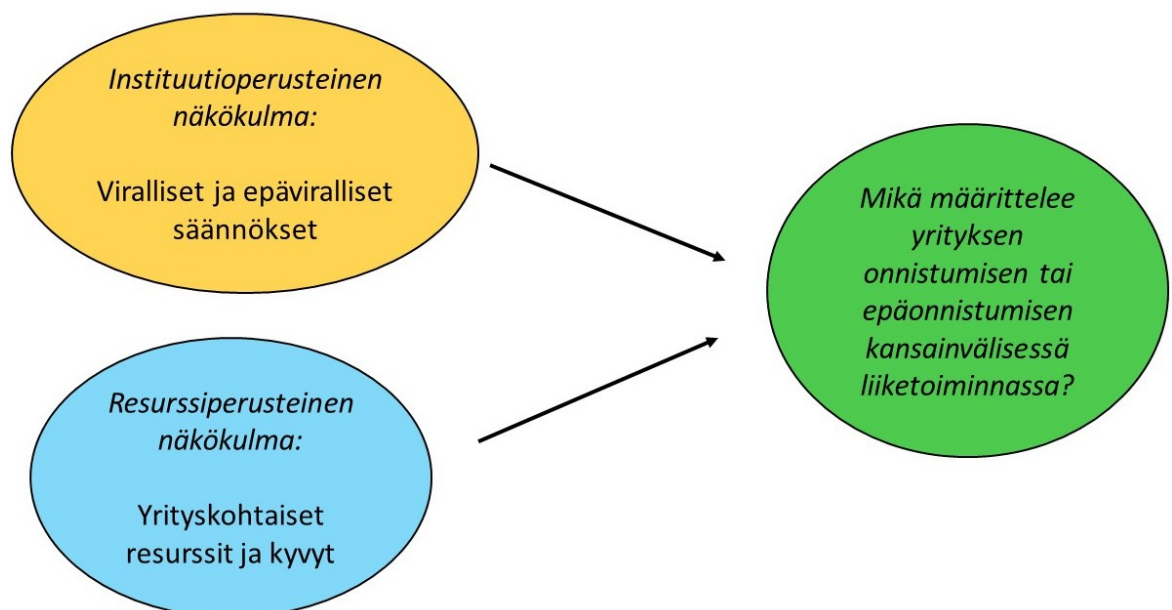 Instituutioperusteinen
näkökulma:
Viralliset ja epäviralliset
säännökset
Resurssiperusteinen
näkökulma:
Yrityskohtaiset
resurssit ja kyvyt
Mikä määrittelee
yrityksen
onnistumisen tai
epäonnistumisen
kansainvälisessä
liiketoiminnassa?